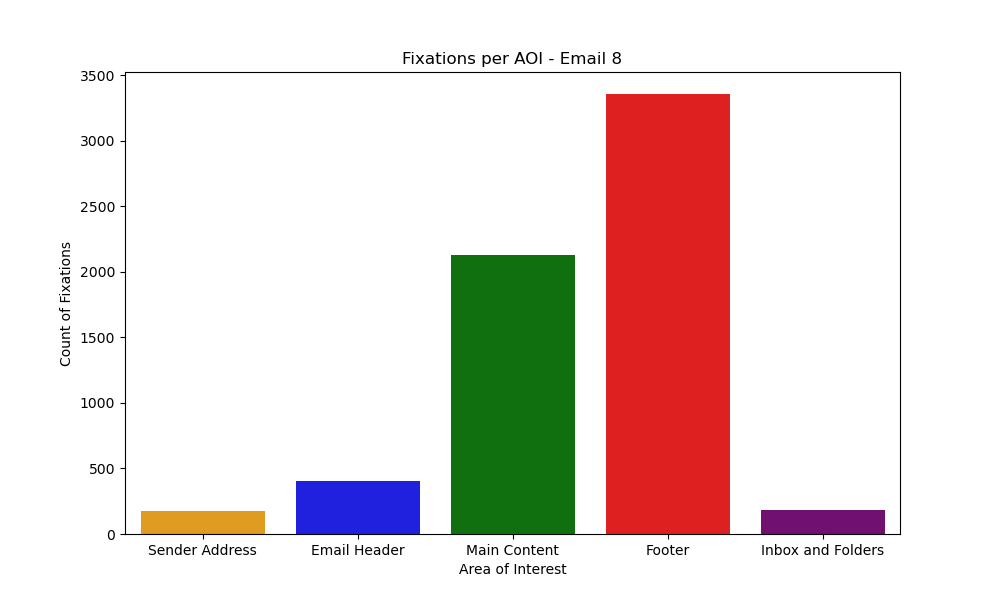 Fixations per AOI - Email 8
3500
3000
2500
2000
1500
1000
500
0
Count of Fixations
Sender Address
Email Header
Main Content
Footer
Inbox and Folders
Area of Interest